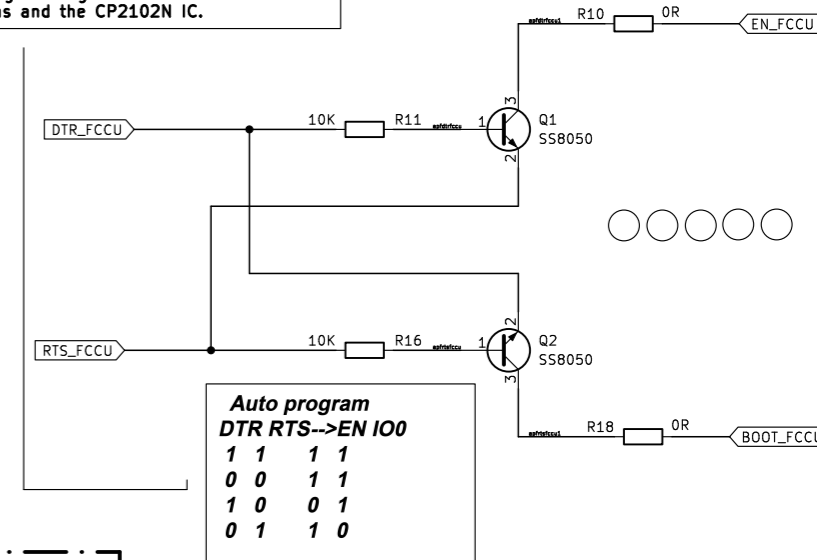 ns and the CP2102N IC.
R10 0R
EN_FCCU
3
DTR_FCCU
10K R11
1
Q1
SS8050
2
2
RTS_FCCU
10K R16
1
Q2
SS8050
3
R18 0R
BOOT_FCCU
Auto program
DTR RTS-->EN IO0
1 1 1 1
0 0 1 1
1 0 0 1
0 1 1 0